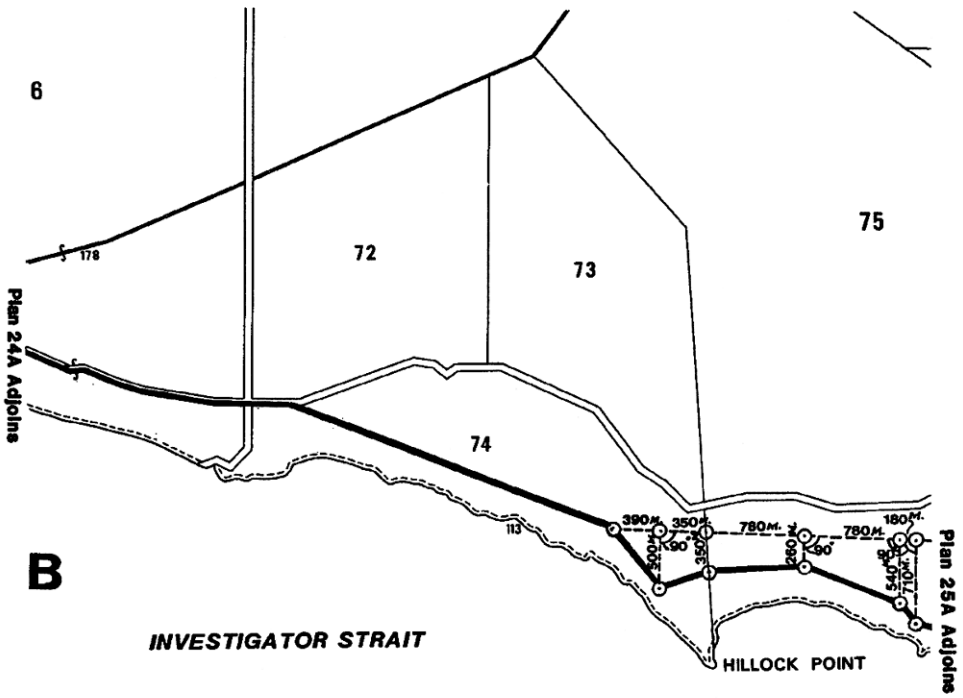 6
72
73
75
178
Plan 24A Adjoins
74
113
390M.
350M.
780M.
780M.
180M.
500M
90°
350M
260M.
90°
90°
540M.
710M.
Plan 25A Adjoins
B
INVESTIGATOR STRAIT
HILLOCK POINT